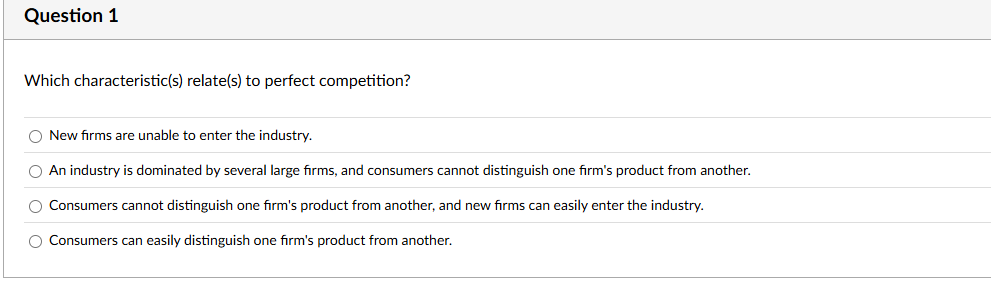 Question 1
Which characteristic(s) relate(s) to perfect competition?
New firms are unable to enter the industry.
An industry is dominated by several large firms, and consumers cannot distinguish one firm's product from another.
Consumers cannot distinguish one firm's product from another, and new firms can easily enter the industry.
Consumers can easily distinguish one firm's product from another.